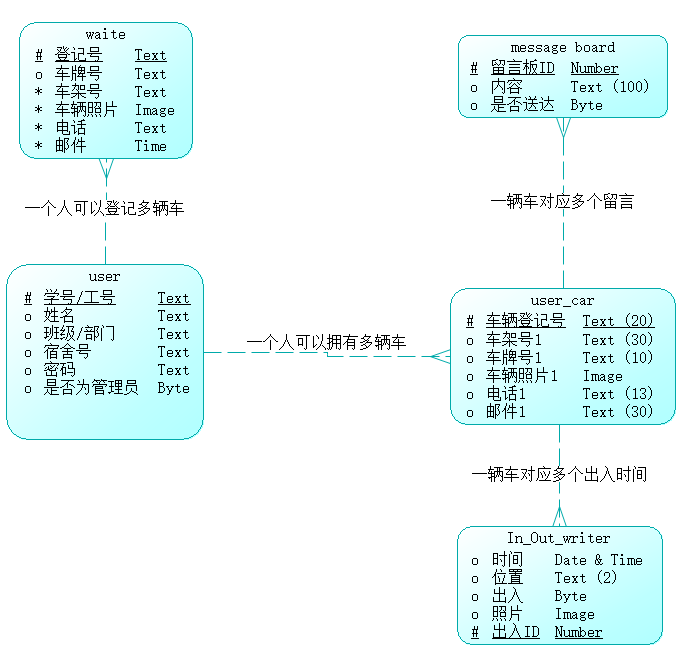 waite
# 登记号 Text
o 车牌号 Text
* 车架号 Text
* 车辆照片 Image
* 电话 Text
* 邮件 Time
message board
# 留言板ID Number
o 内容 Text (100)
o 是否送达 Byte
一个人可以登记多辆车
一辆车对应多个留言
user
# 学号/工号 Text
o 姓名 Text
o 班级/部门 Text
o 宿舍号 Text
o 密码 Text
o 是否为管理员 Byte
一个人可以拥有多辆车
user_car
# 车辆登记号 Text (20)
o 车架号1 Text (30)
o 车牌号1 Text (10)
o 车辆照片1 Image
o 电话1 Text (13)
o 邮件1 Text (30)
一辆车对应多个出入时间
In_Out_writer
o 时间 Date & Time
o 位置 Text (2)
o 出入 Byte
o 照片 Image
# 出入ID Number